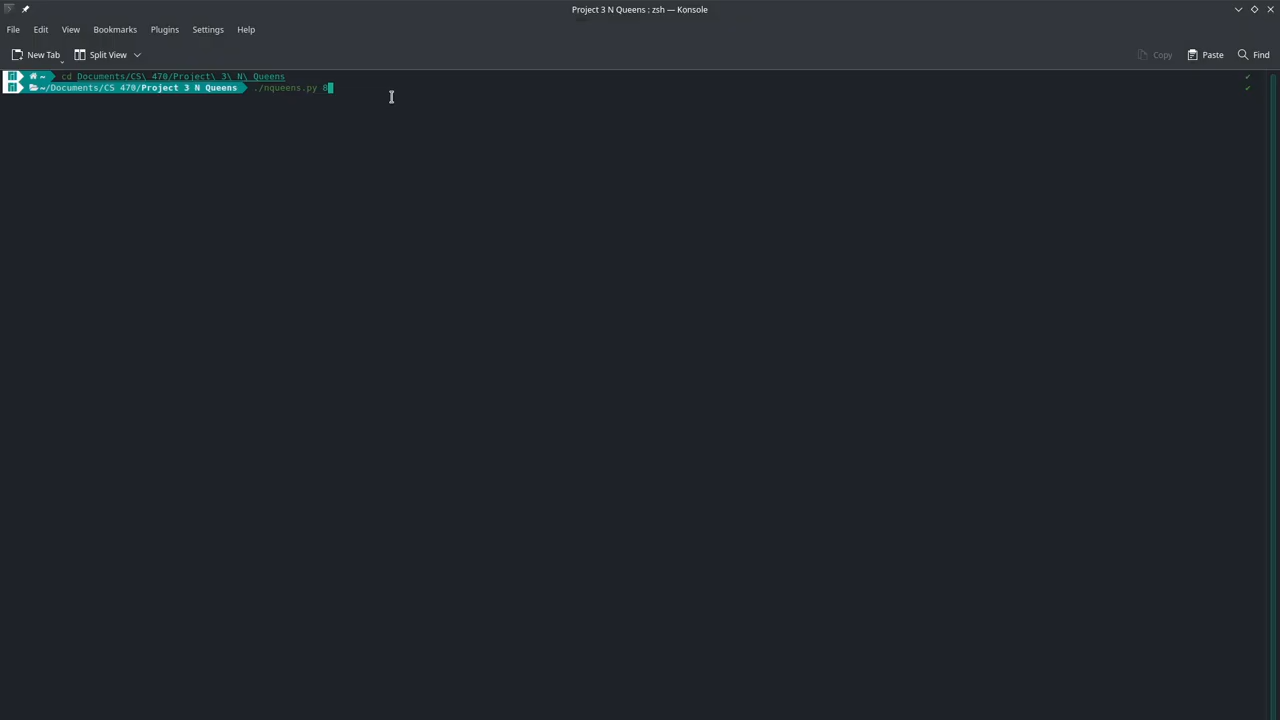 Project 3 N Queens : zsh — Konsole
File Edit View Bookmarks Plugins Settings Help
New Tab Split View Copy Paste Find
~ cd Documents/CS\ 470/Project\ 3\ N\ Queens ✔
~/Documents/CS 470/Project 3 N Queens ./nqueens.py 8 ✔